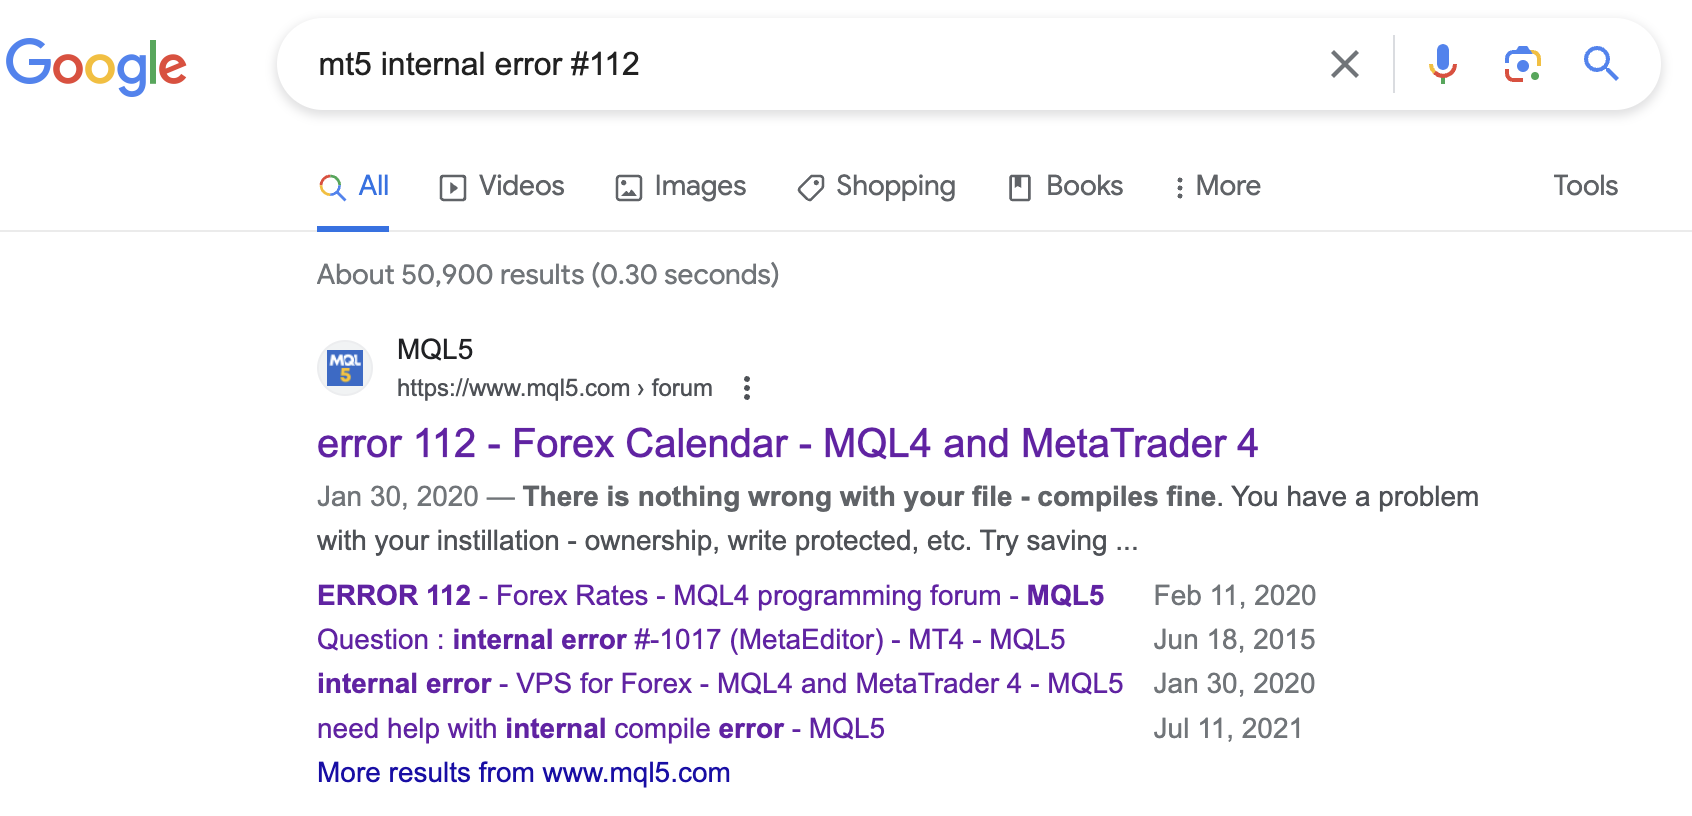 Google
mt5 internal error #112
All
Videos
Images
Shopping
Books
More
Tools
About 50,900 results (0.30 seconds)
MQL
5
MQL5
https://www.mql5.com › forum
error 112 - Forex Calendar - MQL4 and MetaTrader 4
Jan 30, 2020 — There is nothing wrong with your file - compiles fine. You have a problem
with your instillation - ownership, write protected, etc. Try saving ...
ERROR 112 - Forex Rates - MQL4 programming forum - MQL5 Feb 11, 2020
Question : internal error #-1017 (MetaEditor) - MT4 - MQL5 Jun 18, 2015
internal error - VPS for Forex - MQL4 and MetaTrader 4 - MQL5 Jan 30, 2020
need help with internal compile error - MQL5 Jul 11, 2021
More results from www.mql5.com